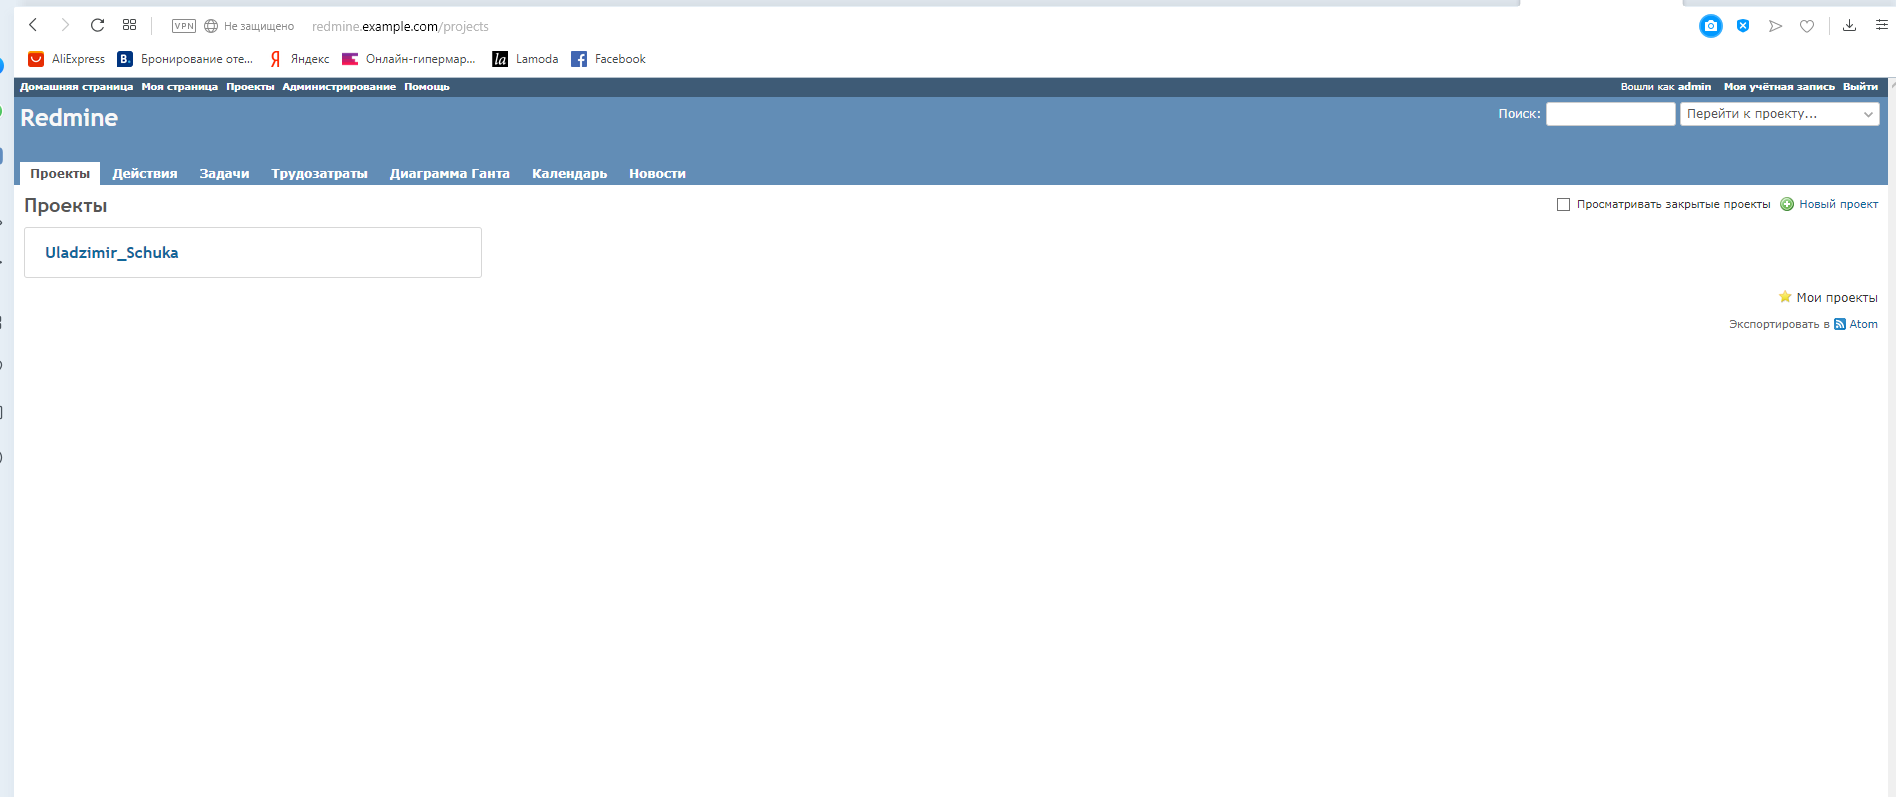 VPN Не защищено redmine.example.com/projects
AliExpress Бронирование оте... Яндекс Онлайн-гипермар... la Lamoda Facebook
Домашняя страница Моя страница Проекты Администрирование Помощь Вошли как admin Моя учётная запись Выйти
Redmine Поиск: Перейти к проекту...
Проекты Действия Задачи Трудозатраты Диаграмма Ганта Календарь Новости
Проекты Просматривать закрытые проекты Новый проект
Uladzimir_Schuka
Мои проекты
Экспортировать в Atom